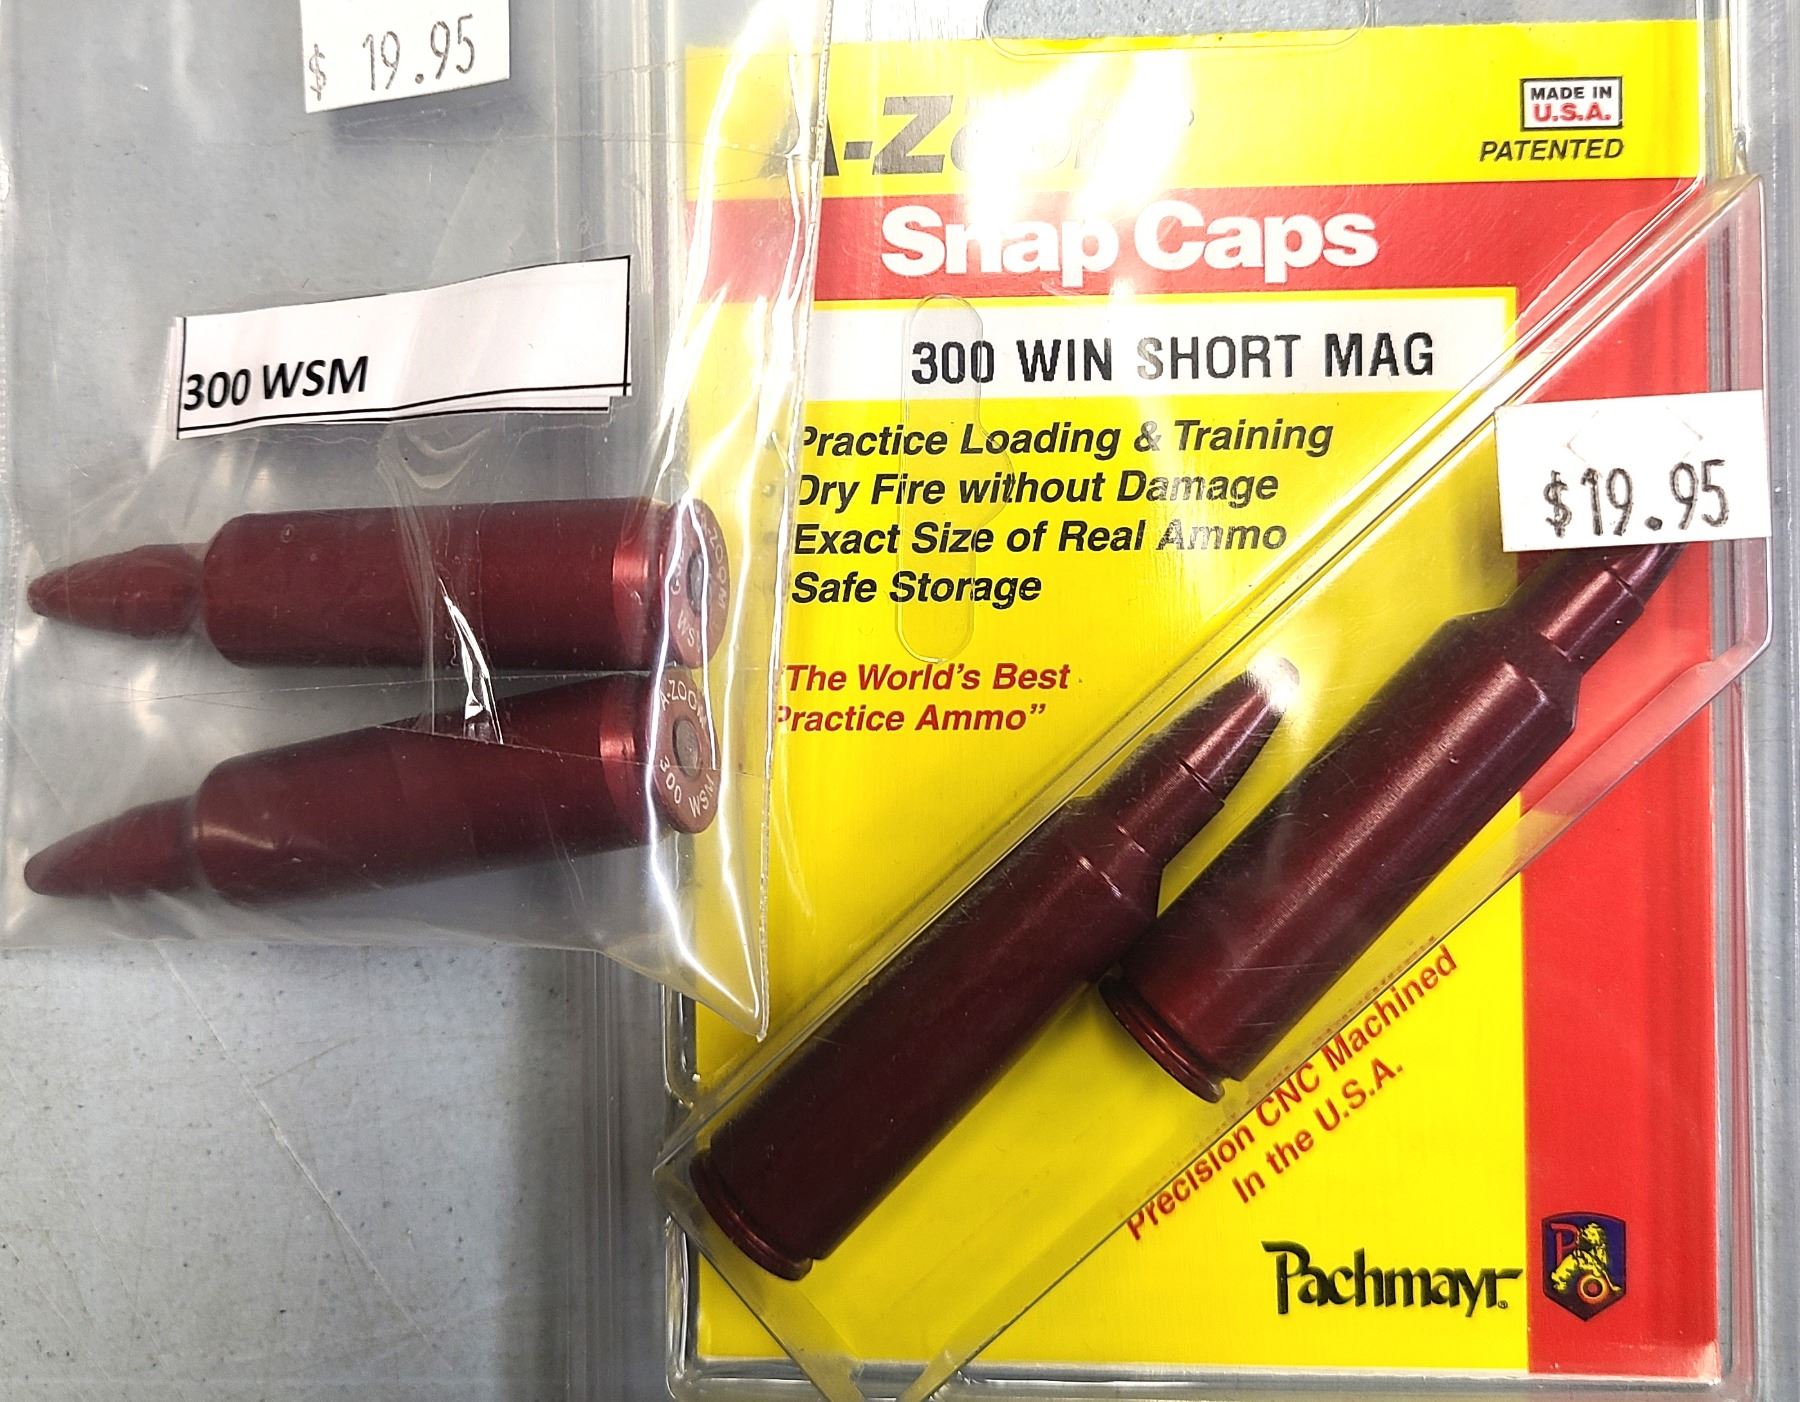 $ 19.95
300 WSM
A-ZOOM
WS
A-ZOOM
300 WSM
MADE IN
U.S.A.
PATENTED
Snap Caps
300 WIN SHORT MAG
Practice Loading & Training
Dry Fire without Damage
Exact Size of Real Ammo
Safe Storage
$19.95
"The World's Best
Practice Ammo"
Precision CNC Machined
In the U.S.A.
Pachmayr
P